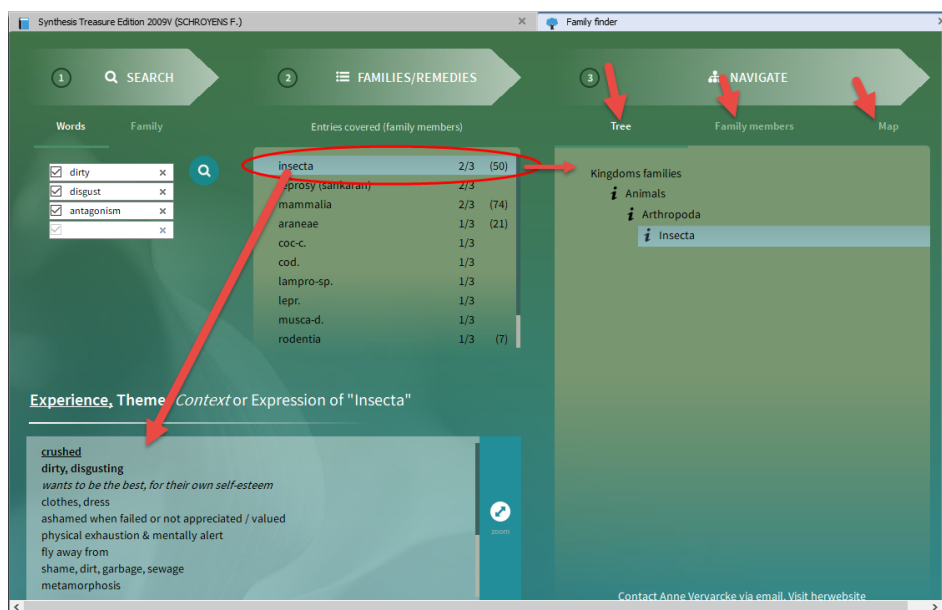 Synthesis Treasure Edition 2009V (SCHROYENS F.)
Family finder
1 SEARCH
2 FAMILIES/REMEDIES
3 NAVIGATE
Words Family
Entries covered (family members)
Tree Family members Map
dirty
disgust
antagonism
insecta 2/3 (50)
leprosy (sankaran) 2/3
mammalia 2/3 (74)
araneae 1/3 (21)
coc-c. 1/3
cod. 1/3
lampro-sp. 1/3
lepr. 1/3
musca-d. 1/3
rodentia 1/3 (7)
Kingdoms families
i Animals
i Arthropoda
i Insecta
Experience, Theme, Context or Expression of "Insecta"
crushed
dirty, disgusting
wants to be the best, for their own self-esteem
clothes, dress
ashamed when failed or not appreciated / valued
physical exhaustion & mentally alert
fly away from
shame, dirt, garbage, sewage
metamorphosis
zoom
Contact Anne Vervarcke via email. Visit herwebsite